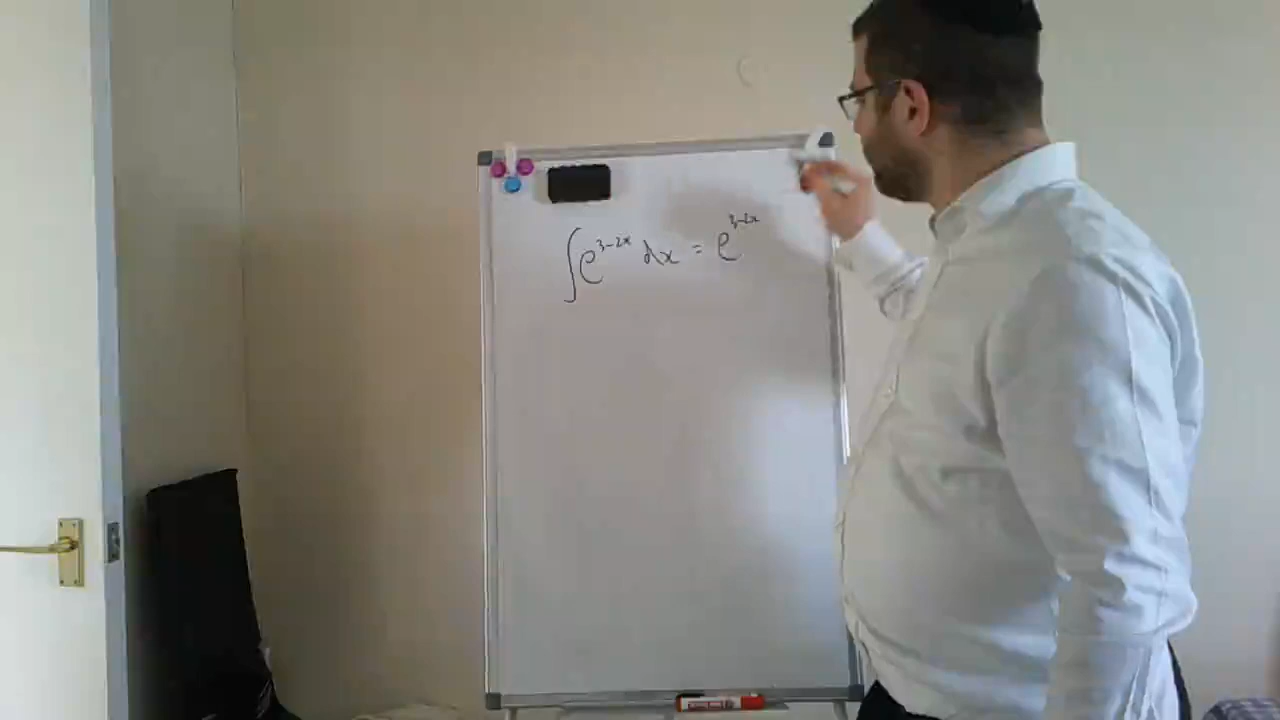 ∫e^{3-2x} dx = e^{3-2x}